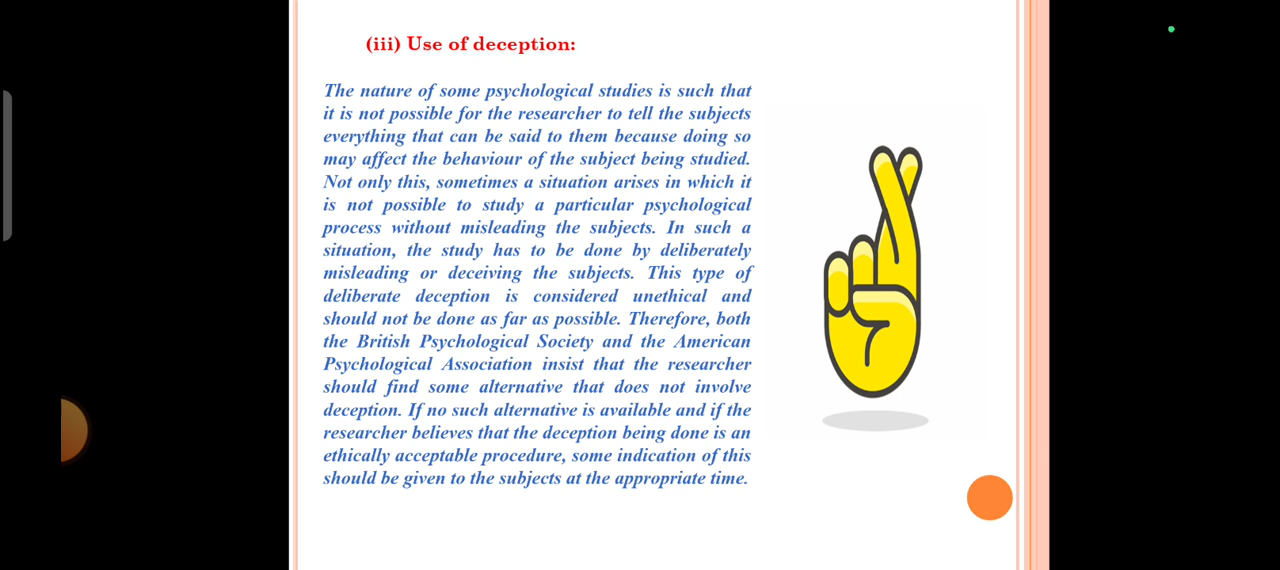 (iii) Use of deception:
The nature of some psychological studies is such that
it is not possible for the researcher to tell the subjects
everything that can be said to them because doing so
may affect the behaviour of the subject being studied.
Not only this, sometimes a situation arises in which it
is not possible to study a particular psychological
process without misleading the subjects. In such a
situation, the study has to be done by deliberately
misleading or deceiving the subjects. This type of
deliberate deception is considered unethical and
should not be done as far as possible. Therefore, both
the British Psychological Society and the American
Psychological Association insist that the researcher
should find some alternative that does not involve
deception. If no such alternative is available and if the
researcher believes that the deception being done is an
ethically acceptable procedure, some indication of this
should be given to the subjects at the appropriate time.